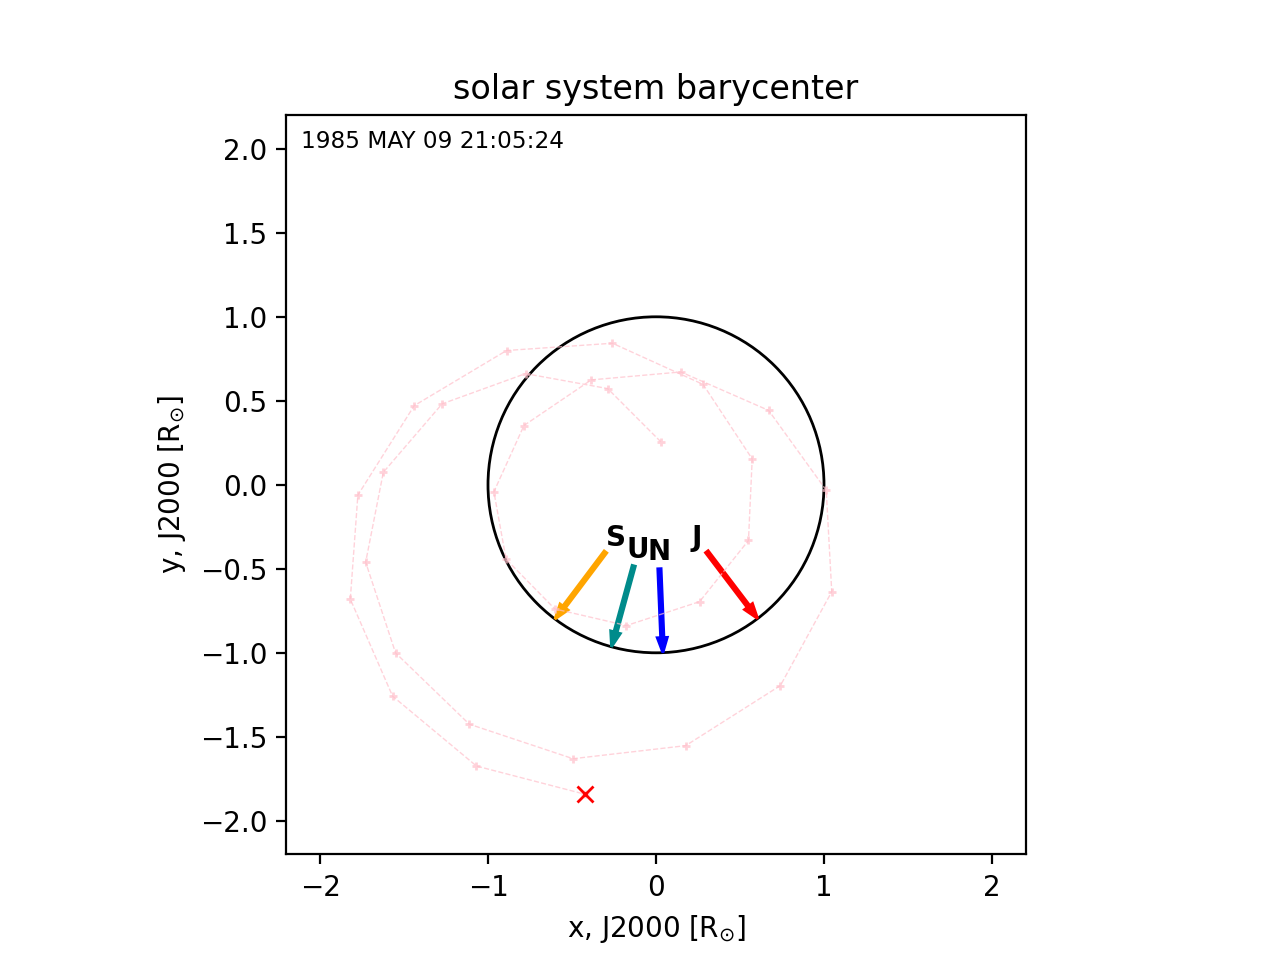 solar system barycenter
1985 MAY 09 21:05:24
2.0
1.5
1.0
0.5
0.0
−0.5
−1.0
−1.5
−2.0
y, J2000 [R☉]
S U N J
−2 −1 0 1 2
x, J2000 [R☉]